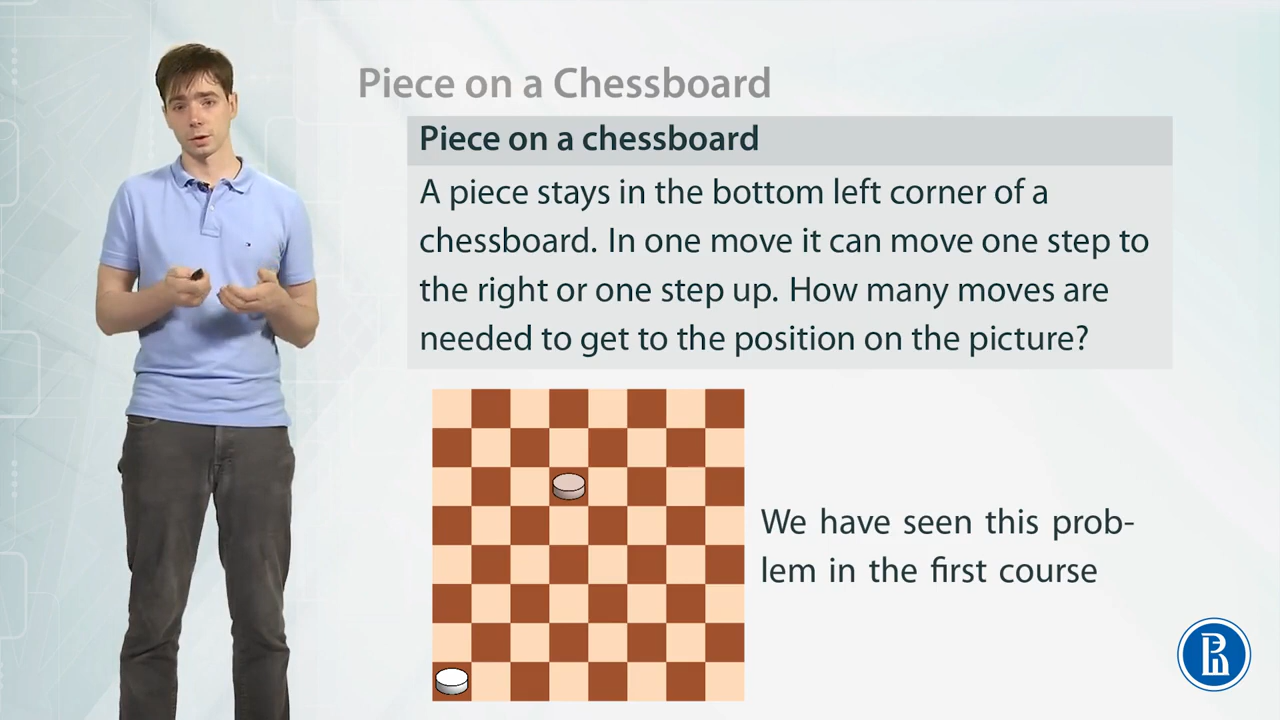 Piece on a Chessboard
Piece on a chessboard
A piece stays in the bottom left corner of a
chessboard. In one move it can move one step to
the right or one step up. How many moves are
needed to get to the position on the picture?
We have seen this prob-
lem in the first course